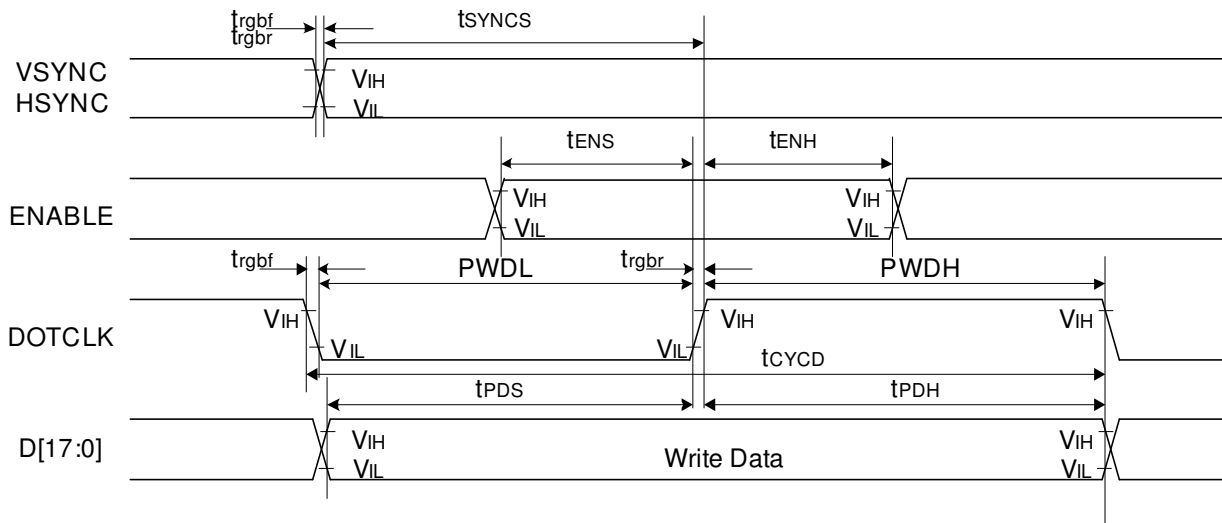 trgbf
trgbr
tSYNCS
VSYNC
HSYNC
VIH
VIL
tENS
tENH
ENABLE
VIH
VIL
VIH
VIL
trgbf
PWDL
trgbr
PWDH
DOTCLK
VIH
VIL
VIL
VIH
VIH
tCYCD
tPDS
tPDH
D[17:0]
VIH
VIL
Write Data
VIH
VIL